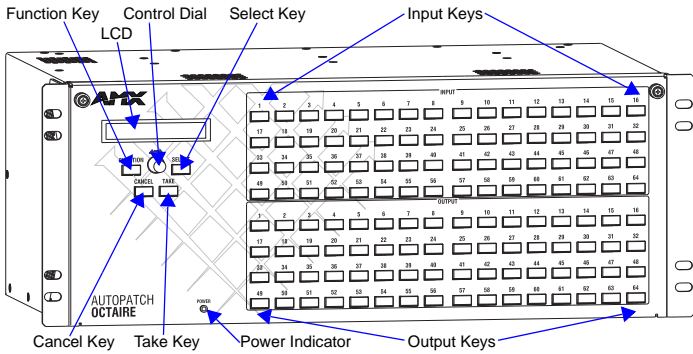 Function Key Control Dial Select Key Input Keys
LCD
AMX
INPUT
1 2 3 4 5 6 7 8 9 10 11 12 13 14 15 16
17 18 19 20 21 22 23 24 25 26 27 28 29 30 31 32
33 34 35 36 37 38 39 40 41 42 43 44 45 46 47 48
49 50 51 52 53 54 55 56 57 58 59 60 61 62 63 64
FUNCTION SELECT
CANCEL TAKE
OUTPUT
1 2 3 4 5 6 7 8 9 10 11 12 13 14 15 16
17 18 19 20 21 22 23 24 25 26 27 28 29 30 31 32
33 34 35 36 37 38 39 40 41 42 43 44 45 46 47 48
49 50 51 52 53 54 55 56 57 58 59 60 61 62 63 64
AUTOPATCH
OCTAIRE
POWER
Cancel Key Take Key Power Indicator Output Keys